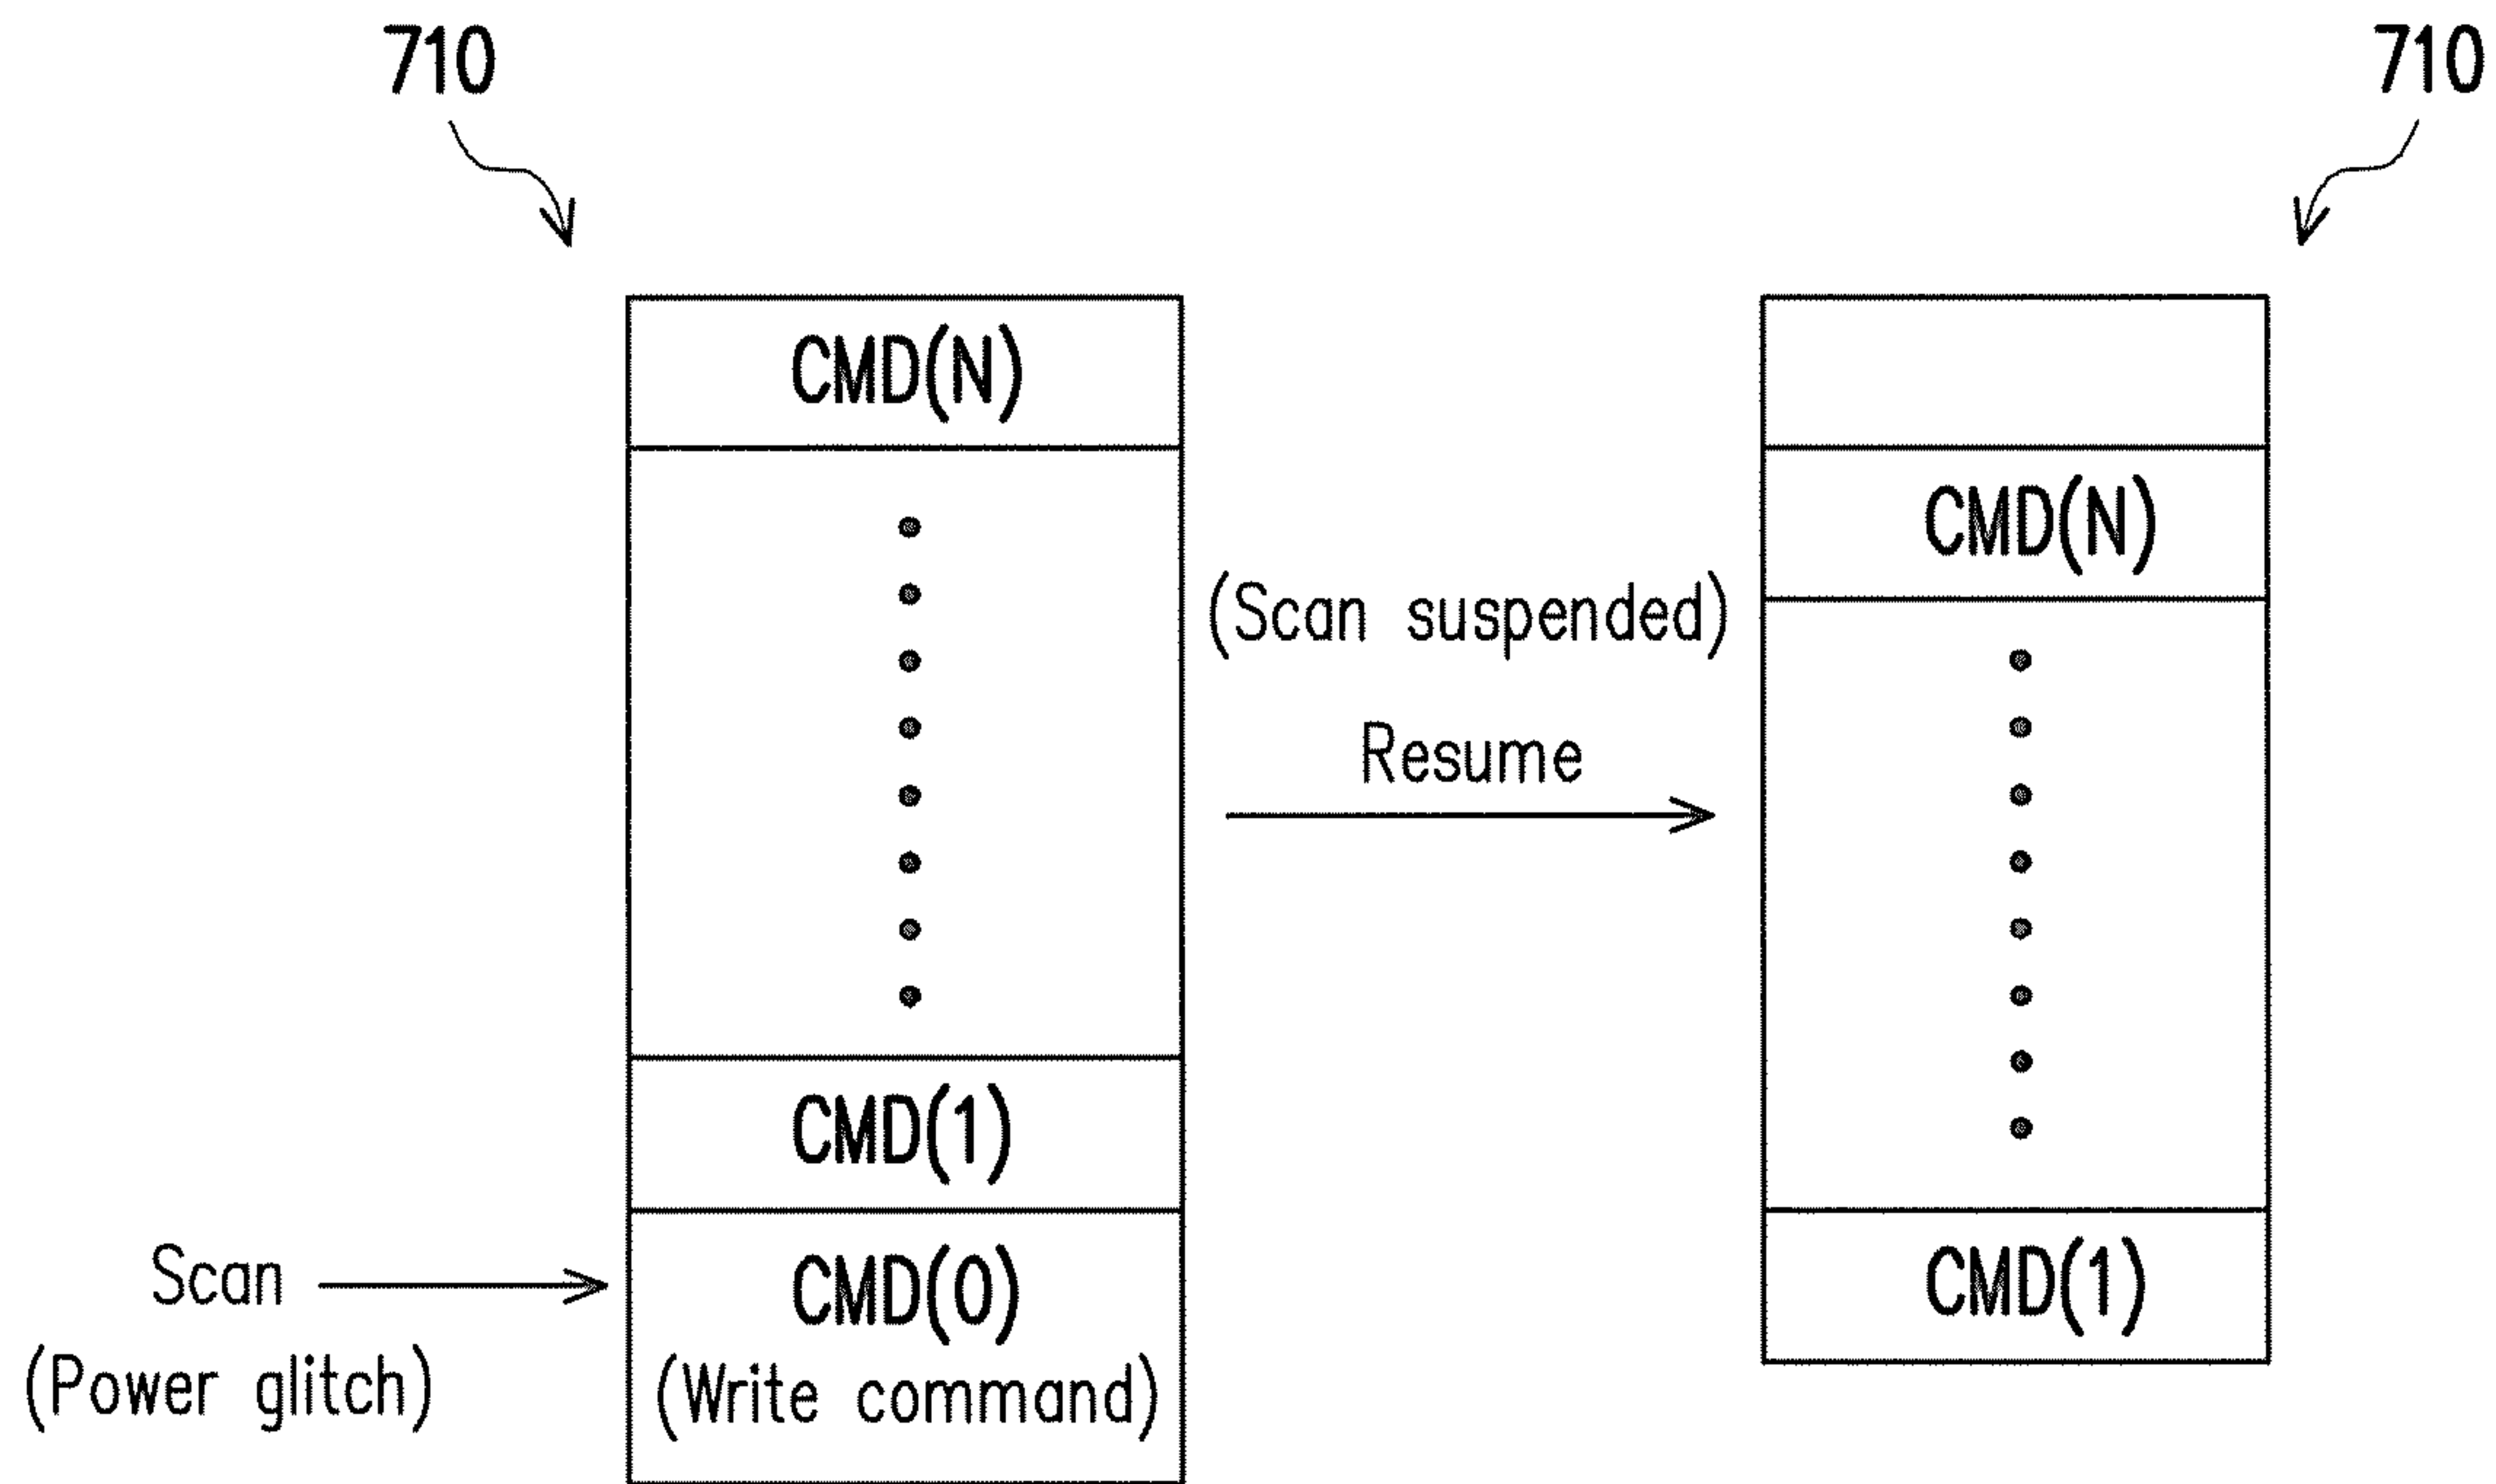 710
710
CMD(N)
CMD(N)
(Scan suspended)
Resume
CMD(1)
Scan
(Power glitch)
CMD(0)
(Write command)
CMD(1)